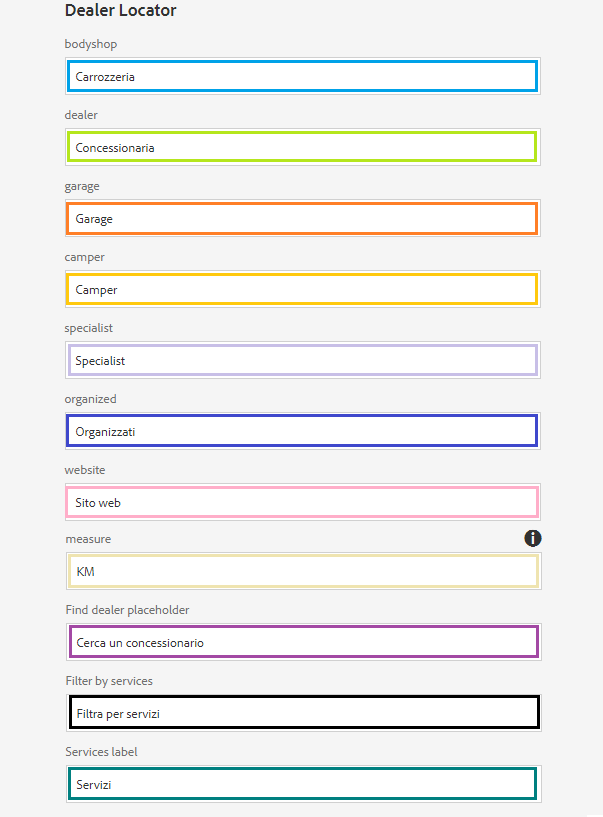 Dealer Locator
bodyshop
Carrozzeria
dealer
Concessionaria
garage
Garage
camper
Camper
specialist
Specialist
organized
Organizzati
website
Sito web
measure
KM
Find dealer placeholder
Cerca un concessionario
Filter by services
Filtra per servizi
Services label
Servizi